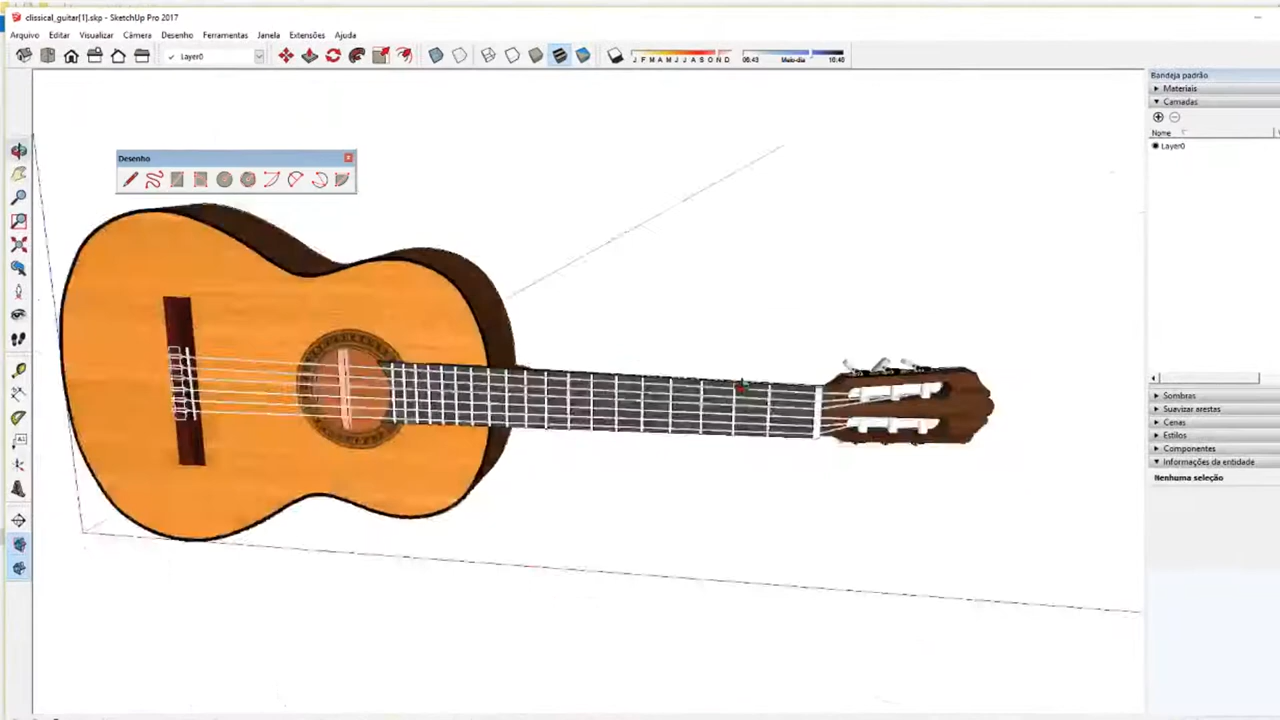 clissical_guitar[1].skp - SketchUp Pro 2017
Arquivo Editar Visualizar Câmera Desenho Ferramentas Janela Extensões Ajuda
Layer0
J F M A M J J A S O N D
06:43 Meio-dia 16:40
Bandeja padrão
Materiais
Camadas
Nome
Layer0
Desenho
Sombras
Suavizar arestas
Cenas
Estilos
Componentes
Informações da entidade
Nenhuma seleção